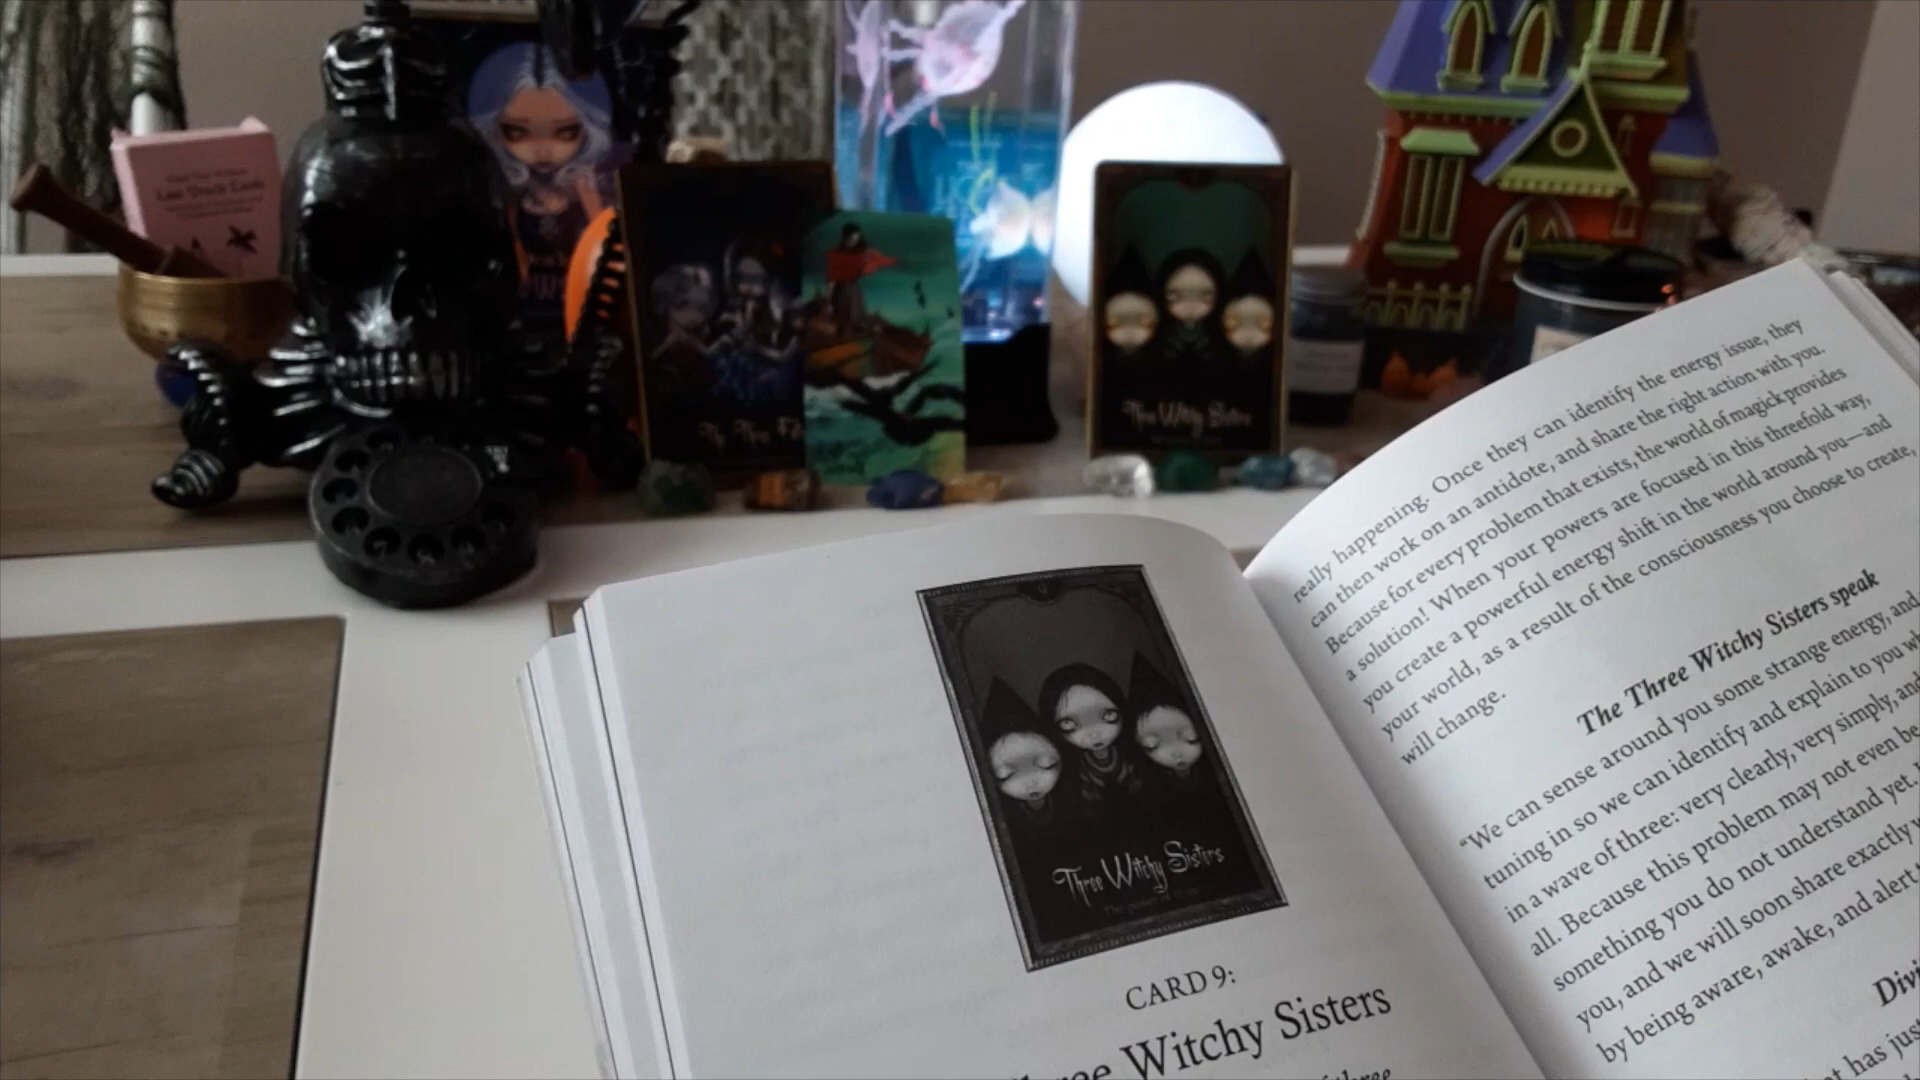 Three Witchy Sisters
Three Witchy Sisters
CARD 9:
Three Witchy Sisters
really happening. Once they can identify the energy issue, they
can then work on an antidote, and share the right action with you.
Because for every problem that exists, the world of magick provides
a solution! When your powers are focused in this threefold way,
you create a powerful energy shift in the world around you—and
your world, as a result of the consciousness you choose to create,
will change.
The Three Witchy Sisters speak
“We can sense around you some strange energy, and
tuning in so we can identify and explain to you
in a wave of three: very clearly, very simply, and
all. Because this problem may not even be
something you do not understand yet.
you, and we will soon share exactly
by being aware, awake, and alert
has just